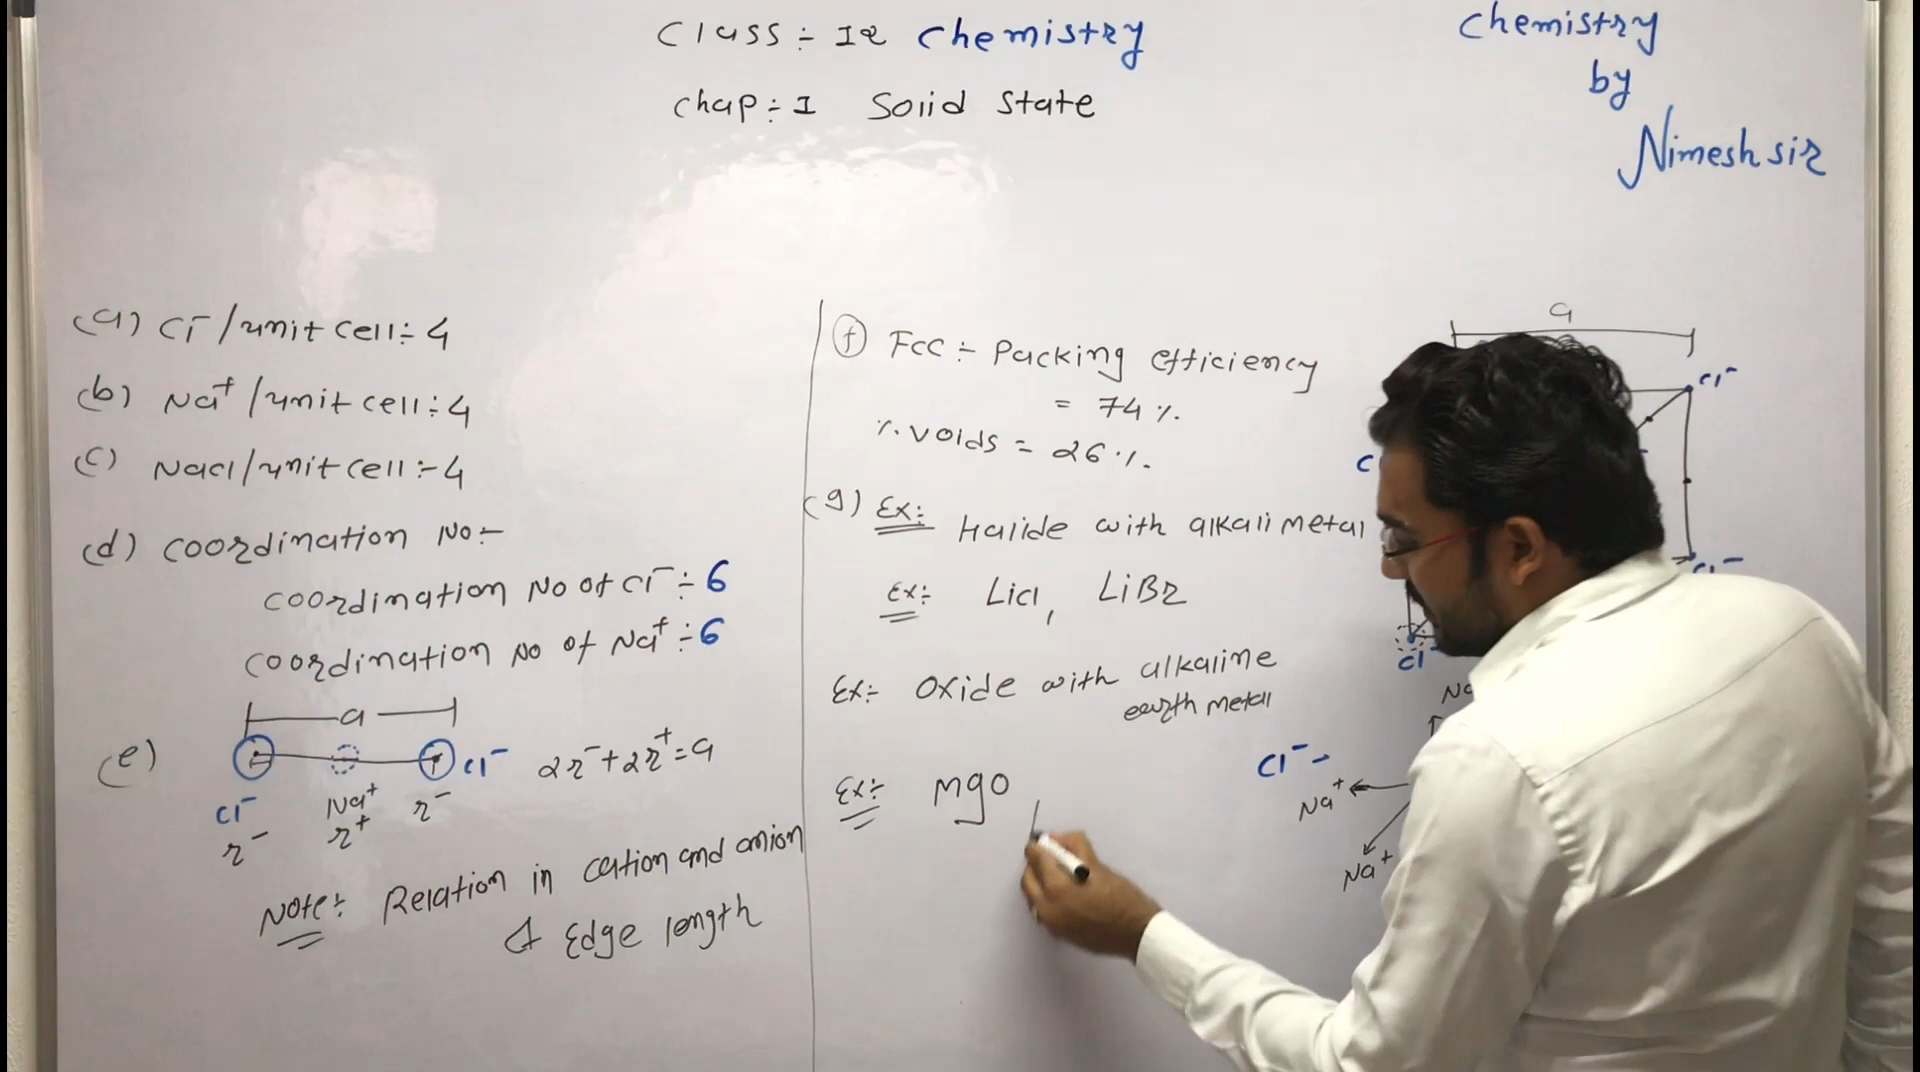 Class :- 12 Chemistry
Chap :- 1 Solid State
Chemistry
by
Nimesh sir
(a) Cl⁻/unit cell :- 4
(b) Na⁺/unit cell :- 4
(c) NaCl/unit cell :- 4
(d) Coordination No :-
Coordination No of Cl⁻ :- 6
Coordination No of Na⁺ :- 6
(e)
a
Cl⁻ 2r⁻+2r⁺=a
Cl⁻ Na⁺ r⁻
r⁻ r⁺
Note :- Relation in cation and anion
& Edge length
(f) Fcc :- Packing efficiency
= 74 %.
% voids = 26 %.
(g) Ex :- Halide with alkali metal
Ex :- LiCl, LiBr
Ex :- Oxide with alkaline
earth metal
Ex :- MgO
a
Cl⁻
Cl⁻
Cl⁻
Cl⁻ -
Na⁺
Na⁺